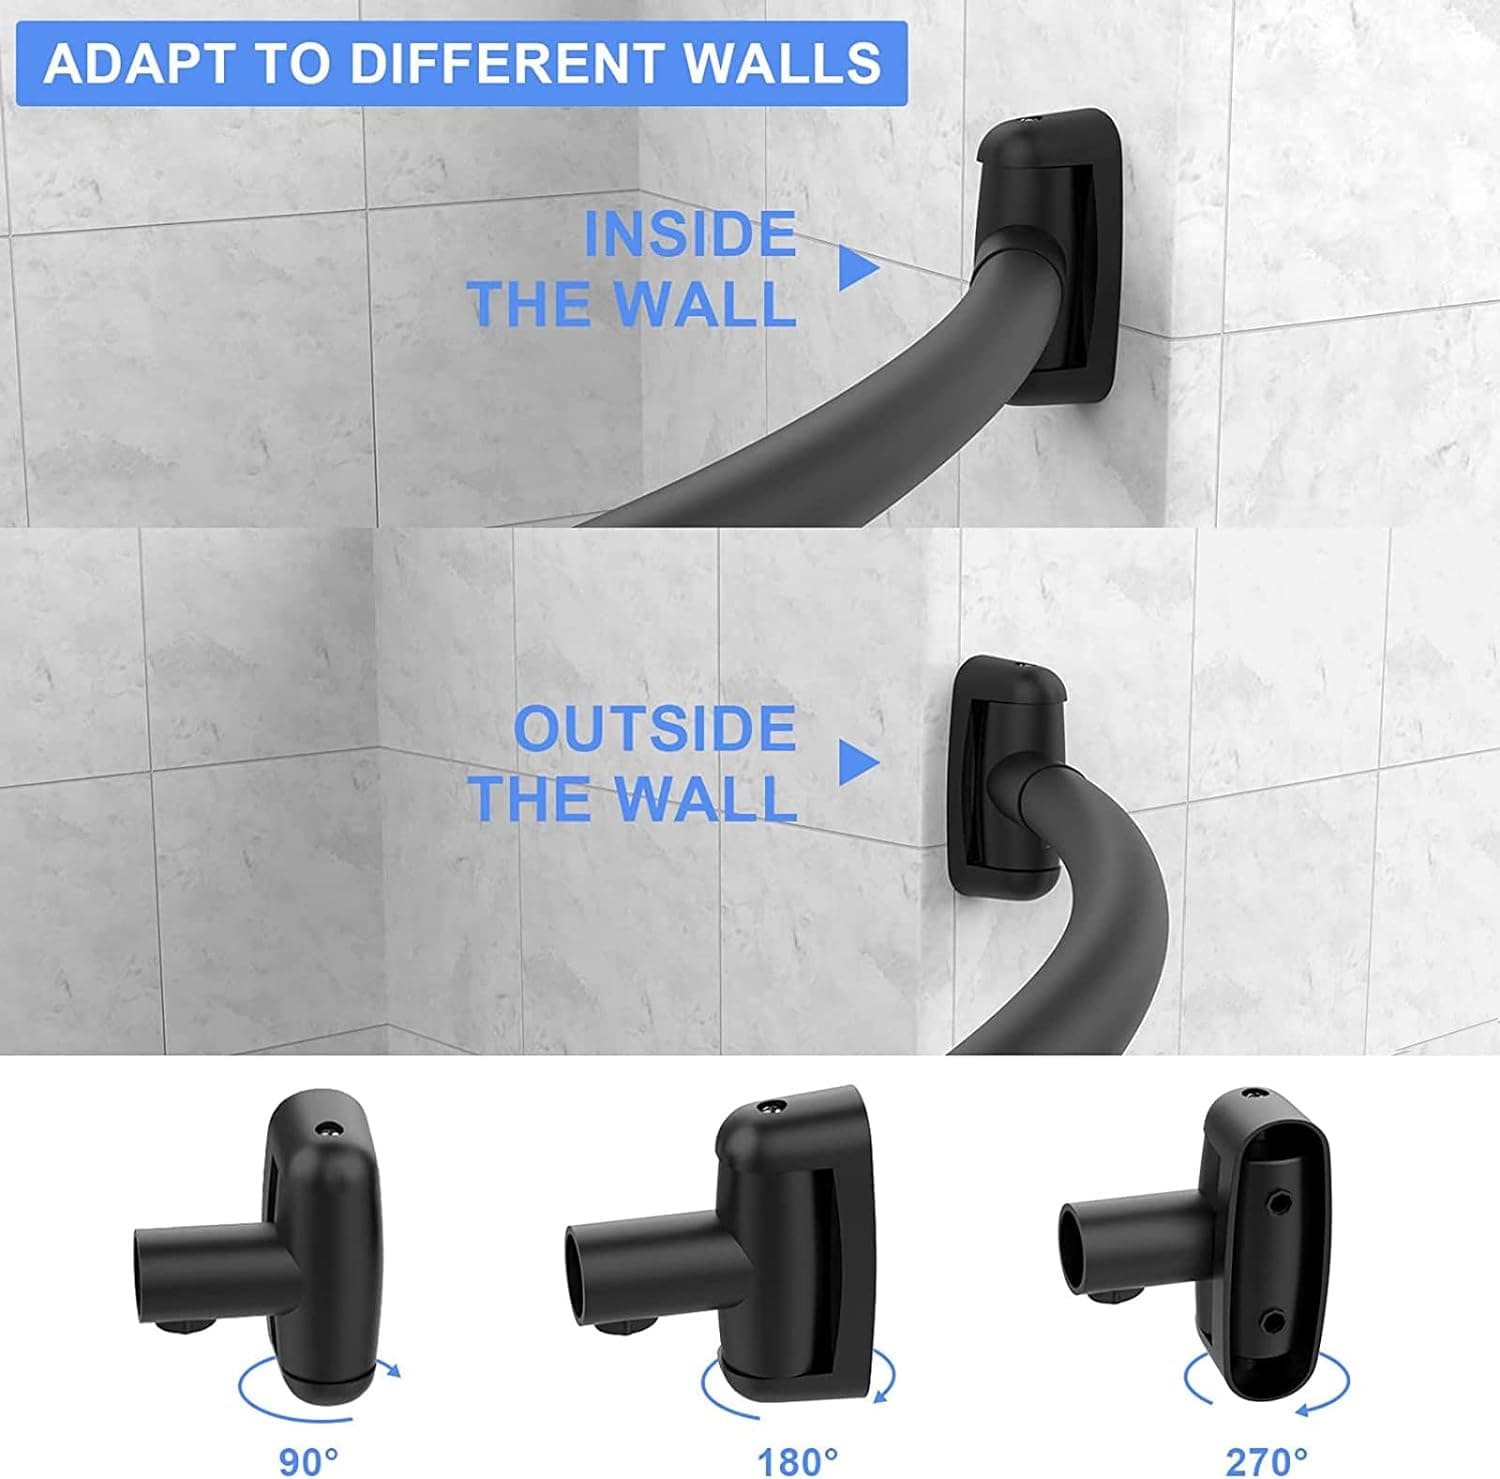 ADAPT TO DIFFERENT WALLS
INSIDE
THE WALL
OUTSIDE
THE WALL
90°
180°
270°